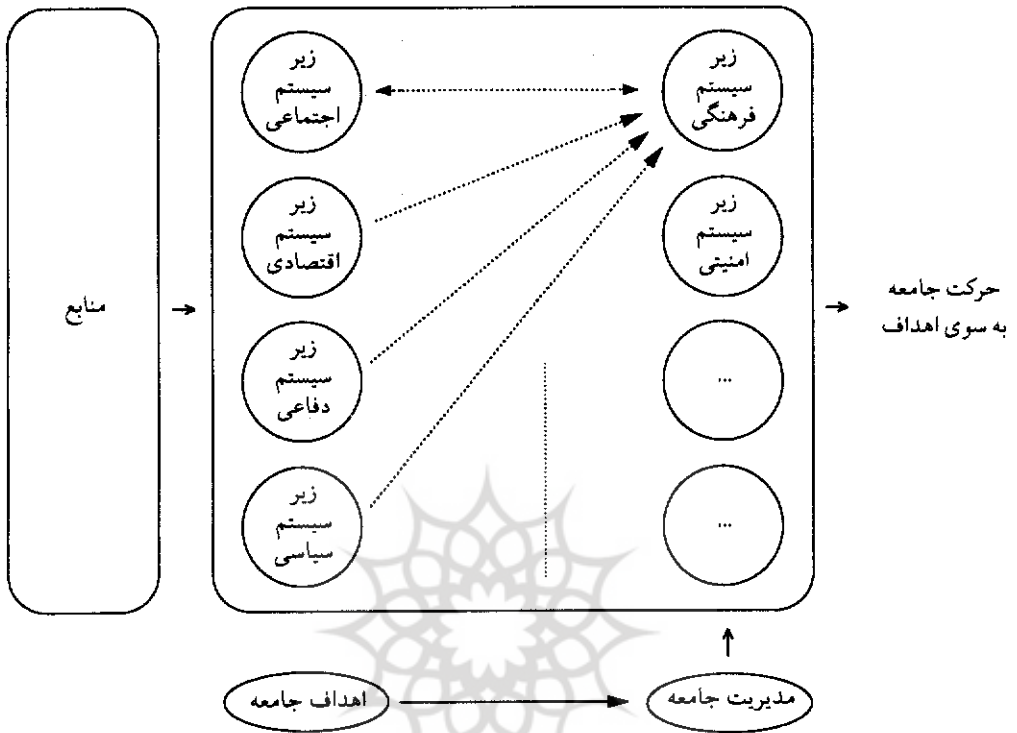 زیر
سیستم
فرهنگی
زیر
سیستم
اجتماعی
زیر
سیستم
امنیتی
زیر
سیستم
اقتصادی
حرکت جامعه
به سوی اهداف
منابع
...
زیر
سیستم
دفاعی
...
زیر
سیستم
سیاسی
مدیریت جامعه
اهداف جامعه